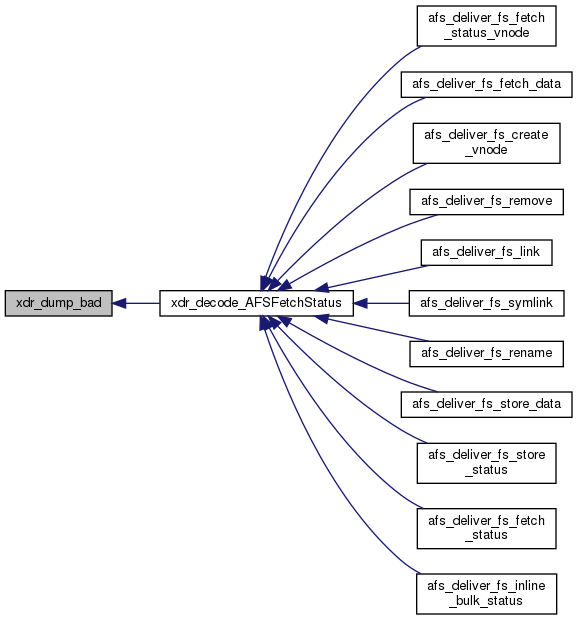 afs_deliver_fs_fetch
_status_vnode
afs_deliver_fs_fetch_data
afs_deliver_fs_create
_vnode
afs_deliver_fs_remove
afs_deliver_fs_link
xdr_dump_bad
xdr_decode_AFSFetchStatus
afs_deliver_fs_symlink
afs_deliver_fs_rename
afs_deliver_fs_store_data
afs_deliver_fs_store
_status
afs_deliver_fs_fetch
_status
afs_deliver_fs_inline
_bulk_status